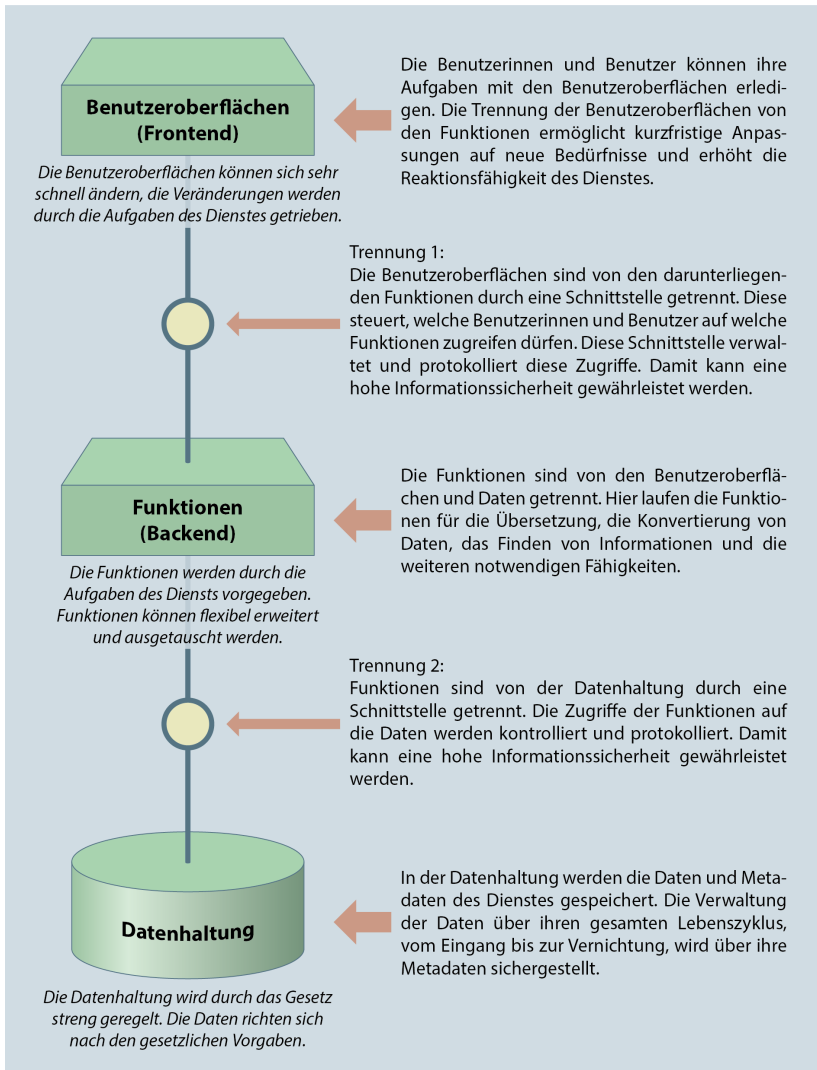 Benutzeroberflächen
(Frontend)
Die Benutzeroberflächen können sich sehr
schnell ändern, die Veränderungen werden
durch die Aufgaben des Dienstes getrieben.
Die Benutzerinnen und Benutzer können ihre
Aufgaben mit den Benutzeroberflächen erledi-
gen. Die Trennung der Benutzeroberflächen von
den Funktionen ermöglicht kurzfristige Anpas-
sungen auf neue Bedürfnisse und erhöht die
Reaktionsfähigkeit des Dienstes.
Trennung 1:
Die Benutzeroberflächen sind von den darunterliegen-
den Funktionen durch eine Schnittstelle getrennt. Diese
steuert, welche Benutzerinnen und Benutzer auf welche
Funktionen zugreifen dürfen. Diese Schnittstelle verwal-
tet und protokolliert diese Zugriffe. Damit kann eine
hohe Informationssicherheit gewährleistet werden.
Funktionen
(Backend)
Die Funktionen werden durch die
Aufgaben des Diensts vorgegeben.
Funktionen können flexibel erweitert
und ausgetauscht werden.
Die Funktionen sind von den Benutzeroberflä-
chen und Daten getrennt. Hier laufen die Funktio-
nen für die Übersetzung, die Konvertierung von
Daten, das Finden von Informationen und die
weiteren notwendigen Fähigkeiten.
Trennung 2:
Funktionen sind von der Datenhaltung durch eine
Schnittstelle getrennt. Die Zugriffe der Funktionen auf
die Daten werden kontrolliert und protokolliert. Damit
kann eine hohe Informationssicherheit gewährleistet
werden.
Datenhaltung
Die Datenhaltung wird durch das Gesetz
streng geregelt. Die Daten richten sich
nach den gesetzlichen Vorgaben.
In der Datenhaltung werden die Daten und Meta-
daten des Dienstes gespeichert. Die Verwaltung
der Daten über ihren gesamten Lebenszyklus,
vom Eingang bis zur Vernichtung, wird über ihre
Metadaten sichergestellt.